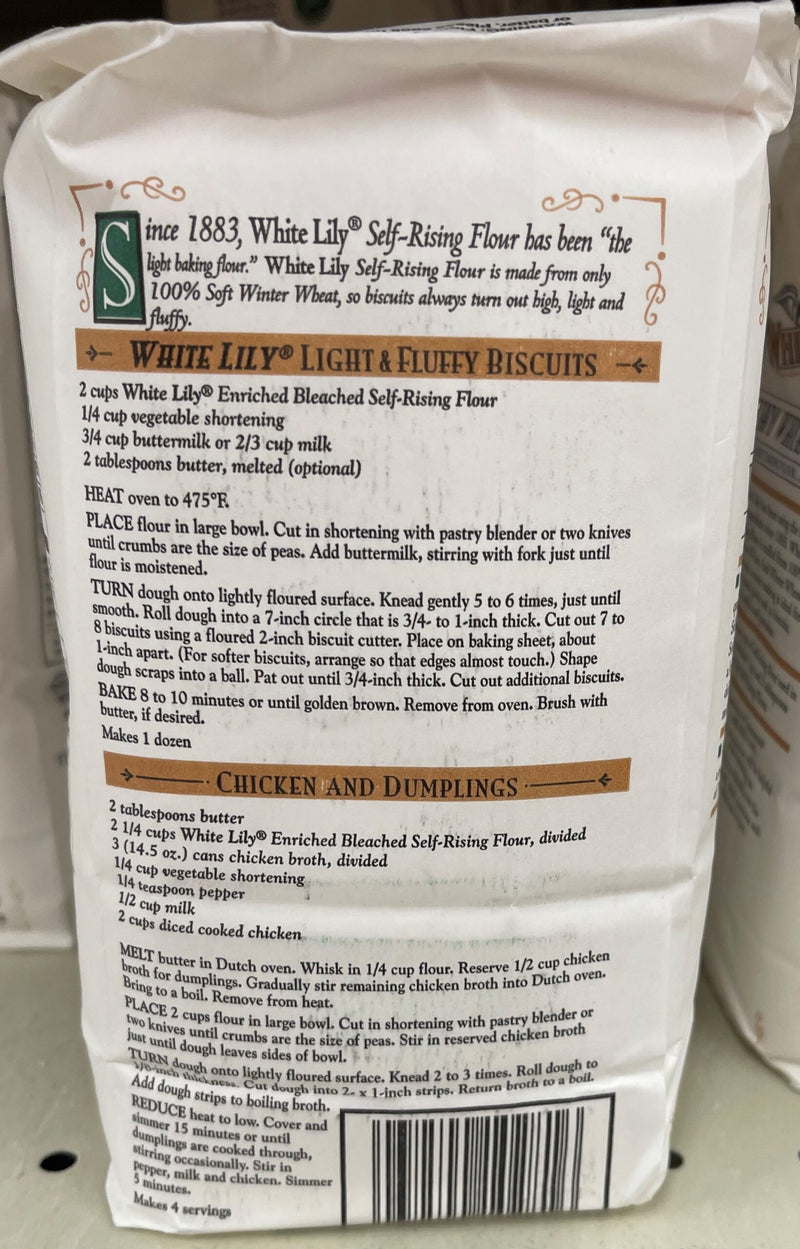 Since 1883, White Lily® Self-Rising Flour has been "the
light baking flour." White Lily Self-Rising Flour is made from only
100% Soft Winter Wheat, so biscuits always turn out high, light and
fluffy.
WHITE LILY® LIGHT & FLUFFY BISCUITS
2 cups White Lily® Enriched Bleached Self-Rising Flour
1/4 cup vegetable shortening
3/4 cup buttermilk or 2/3 cup milk
2 tablespoons butter, melted (optional)
HEAT oven to 475°F.
PLACE flour in large bowl. Cut in shortening with pastry blender or two knives
until crumbs are the size of peas. Add buttermilk, stirring with fork just until
flour is moistened.
TURN dough onto lightly floured surface. Knead gently 5 to 6 times, just until
smooth. Roll dough into a 7-inch circle that is 3/4- to 1-inch thick. Cut out 7 to
8 biscuits using a floured 2-inch biscuit cutter. Place on baking sheet, about
1-inch apart. (For softer biscuits, arrange so that edges almost touch.) Shape
dough scraps into a ball. Pat out until 3/4-inch thick. Cut out additional biscuits.
BAKE 8 to 10 minutes or until golden brown. Remove from oven. Brush with
butter, if desired.
Makes 1 dozen
CHICKEN AND DUMPLINGS
2 tablespoons butter
2 1/4 cups White Lily® Enriched Bleached Self-Rising Flour, divided
3 (14.5 oz.) cans chicken broth, divided
1/4 cup vegetable shortening
1/4 teaspoon pepper
1/2 cup milk
2 cups diced cooked chicken
MELT butter in Dutch oven. Whisk in 1/4 cup flour. Reserve 1/2 cup chicken
broth for dumplings. Gradually stir remaining chicken broth into Dutch oven.
Bring to a boil. Remove from heat.
PLACE 2 cups flour in large bowl. Cut in shortening with pastry blender or
two knives until crumbs are the size of peas. Stir in reserved chicken broth
just until dough leaves sides of bowl.
TURN dough onto lightly floured surface. Knead 2 to 3 times. Roll dough to
thickness. Cut dough into 2- x 1-inch strips. Return broth to a boil.
Add dough strips to boiling broth.
REDUCE heat to low. Cover and
simmer 15 minutes or until
dumplings are cooked through,
stirring occasionally. Stir in
pepper, milk and chicken. Simmer
5 minutes.
Makes 4 servings